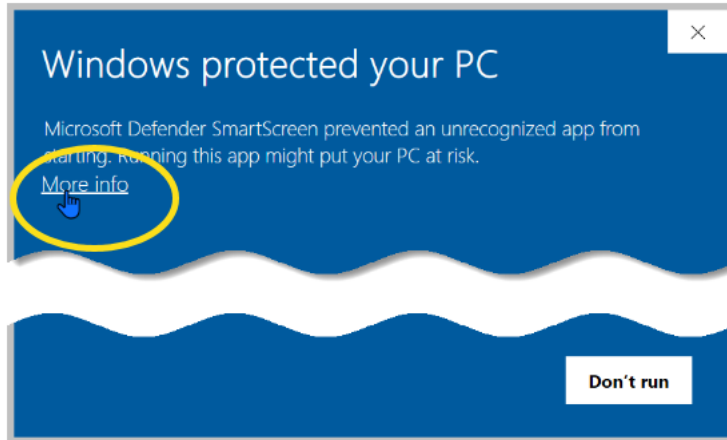 Windows protected your PC
Microsoft Defender SmartScreen prevented an unrecognized app from
starting. Running this app might put your PC at risk.
More info
Don't run